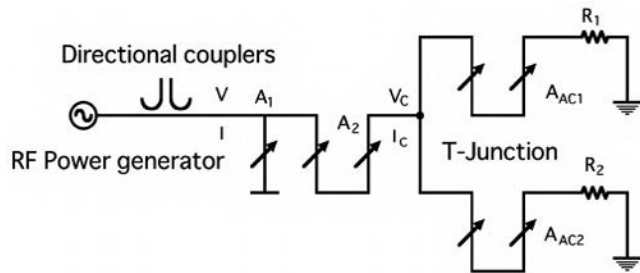 Directional couplers
V
A1
A2
VC
I
IC
RF Power generator
T-Junction
R1
AAC1
R2
AAC2